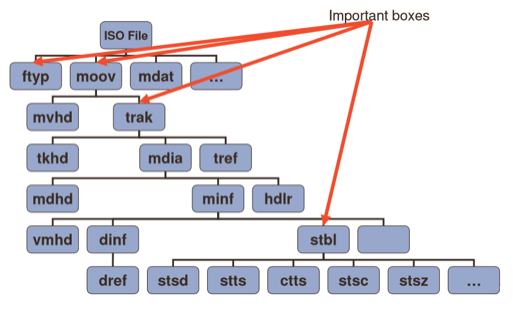 Important boxes
ISO File
ftyp moov mdat ...
mvhd trak
tkhd mdia tref
mdhd minf hdlr
vmhd dinf stbl
dref stsd stts ctts stsc stsz ...